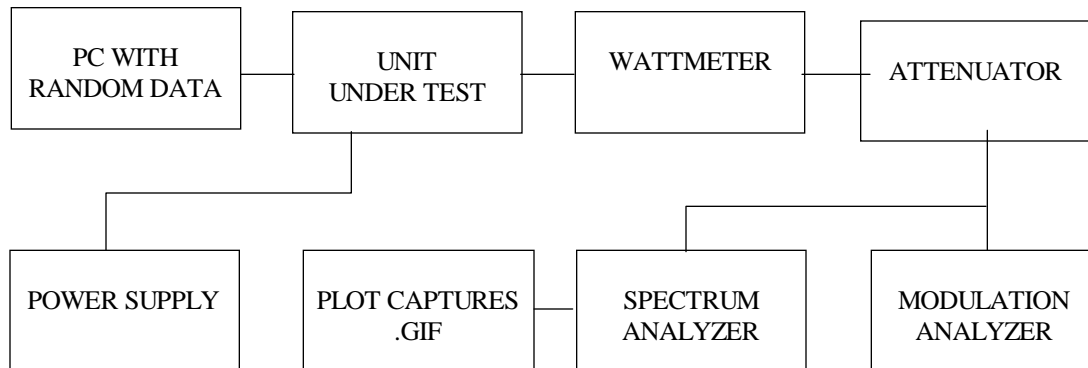 PC WITH
RANDOM DATA
UNIT
UNDER TEST
WATTMETER
ATTENUATOR
POWER SUPPLY
PLOT CAPTURES
.GIF
SPECTRUM
ANALYZER
MODULATION
ANALYZER